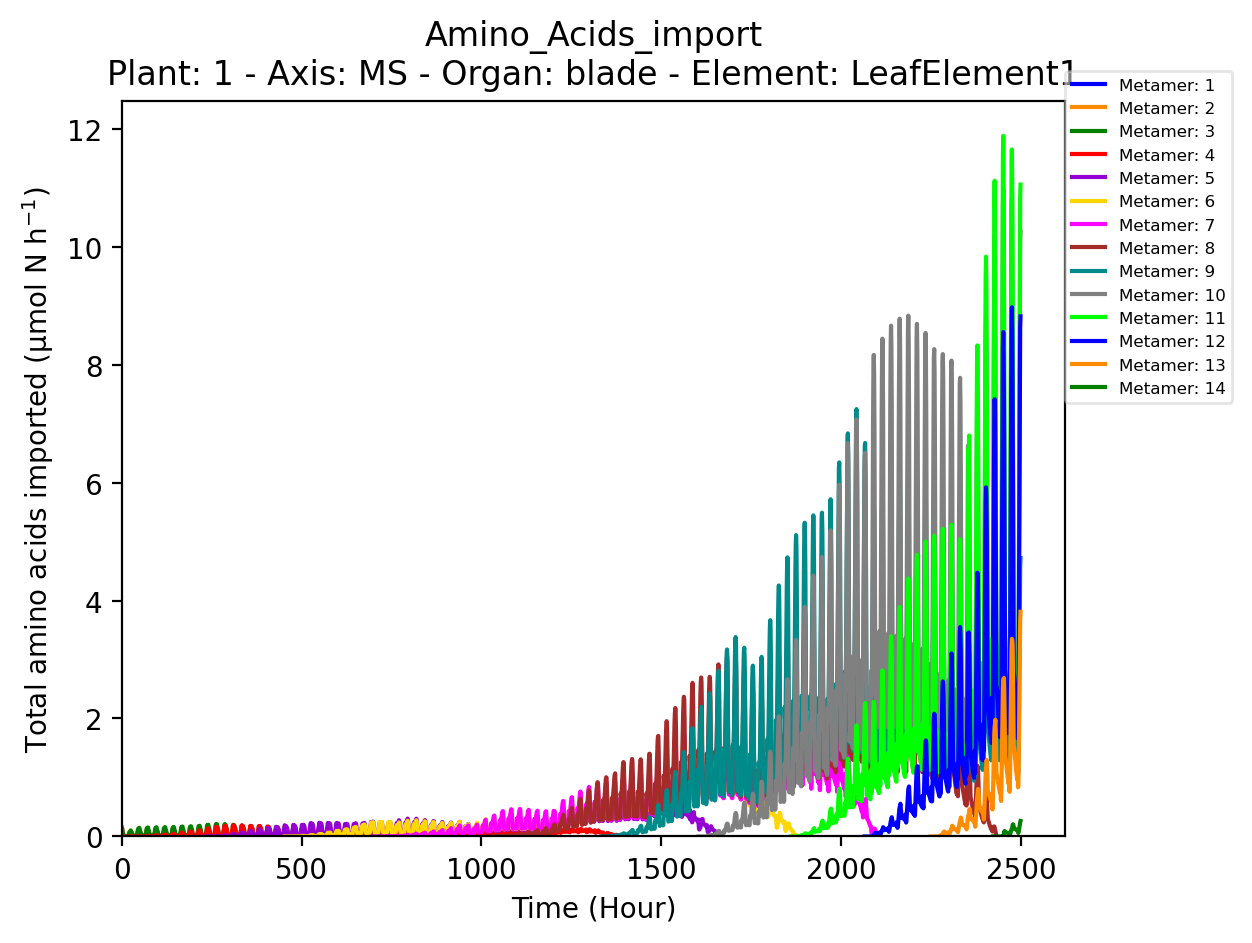 Amino_Acids_import
Plant: 1 - Axis: MS - Organ: blade - Element: LeafElement1
Metamer: 1
Metamer: 2
Metamer: 3
Metamer: 4
Metamer: 5
Metamer: 6
Metamer: 7
Metamer: 8
Metamer: 9
Metamer: 10
Metamer: 11
Metamer: 12
Metamer: 13
Metamer: 14
Total amino acids imported (µmol N h⁻¹)
12
10
8
6
4
2
0
0 500 1000 1500 2000 2500
Time (Hour)